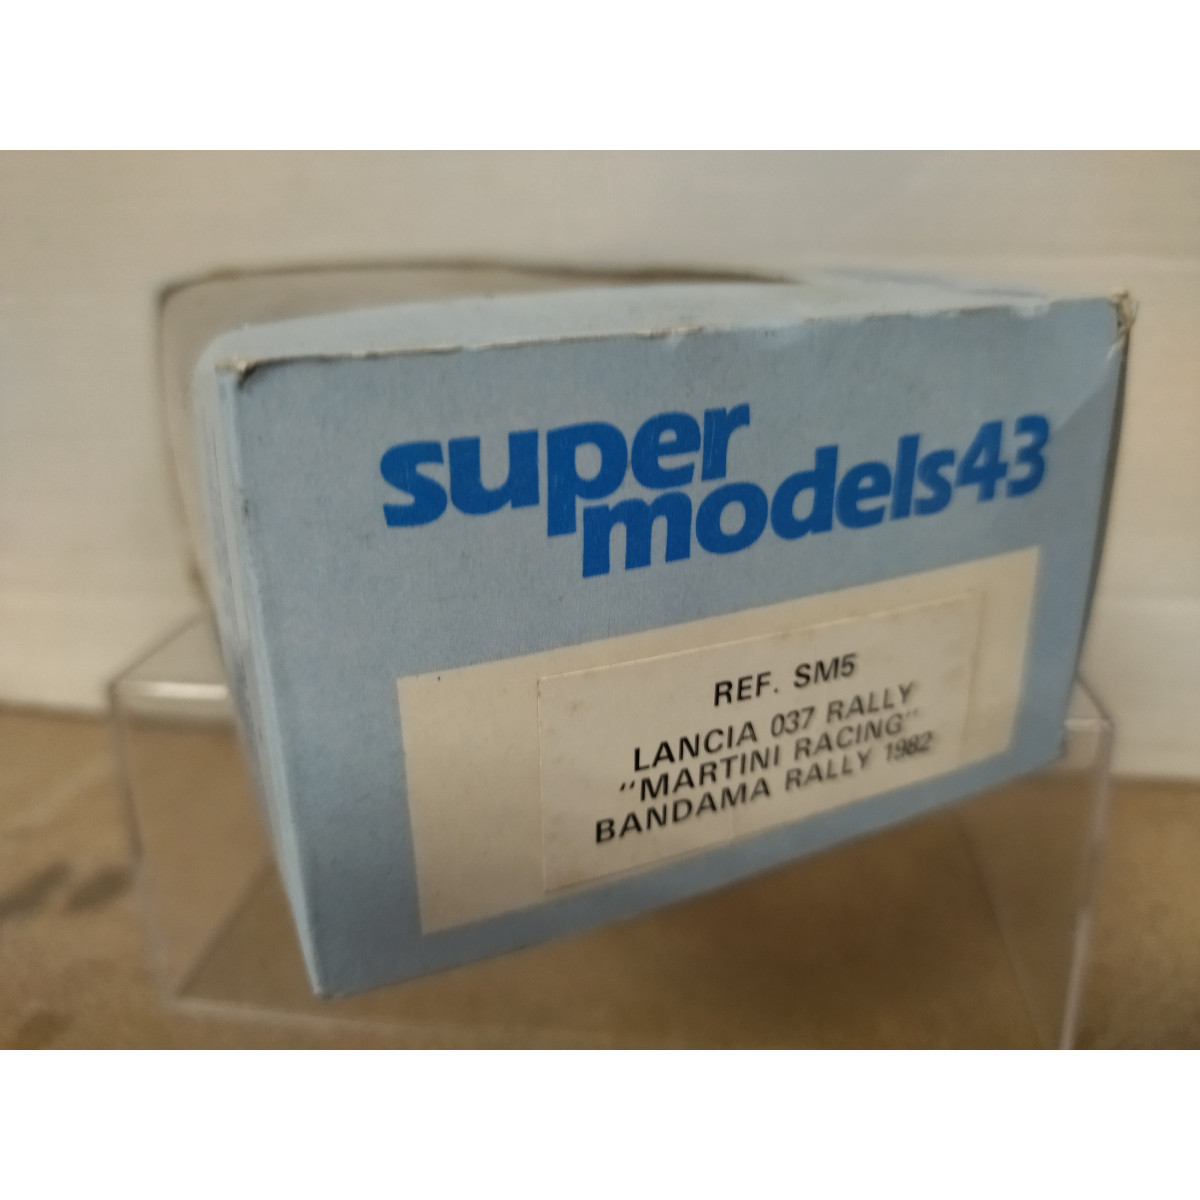 super
models43
REF. SM5
LANCIA 037 RALLY
"MARTINI RACING"
BANDAMA RALLY 1982